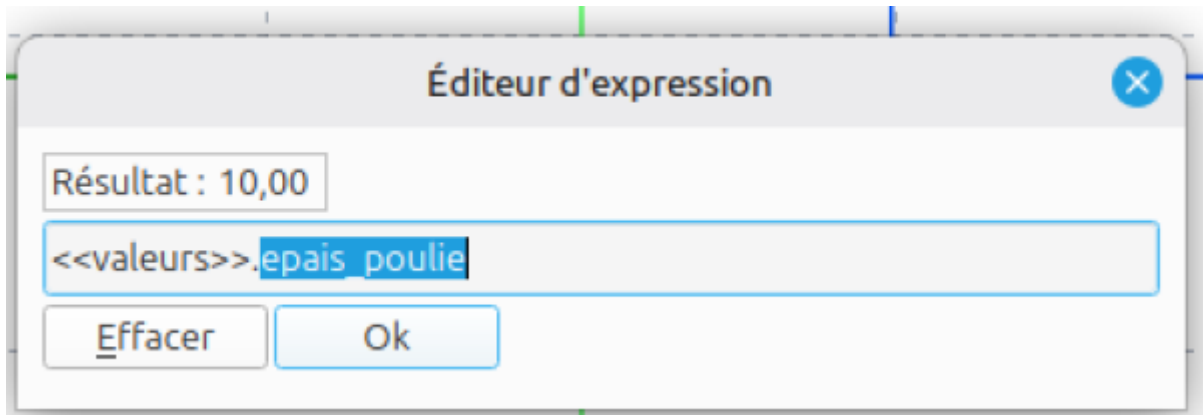 Éditeur d'expression
Résultat : 10,00
<<valeurs>>.epais_poulie
Effacer
Ok